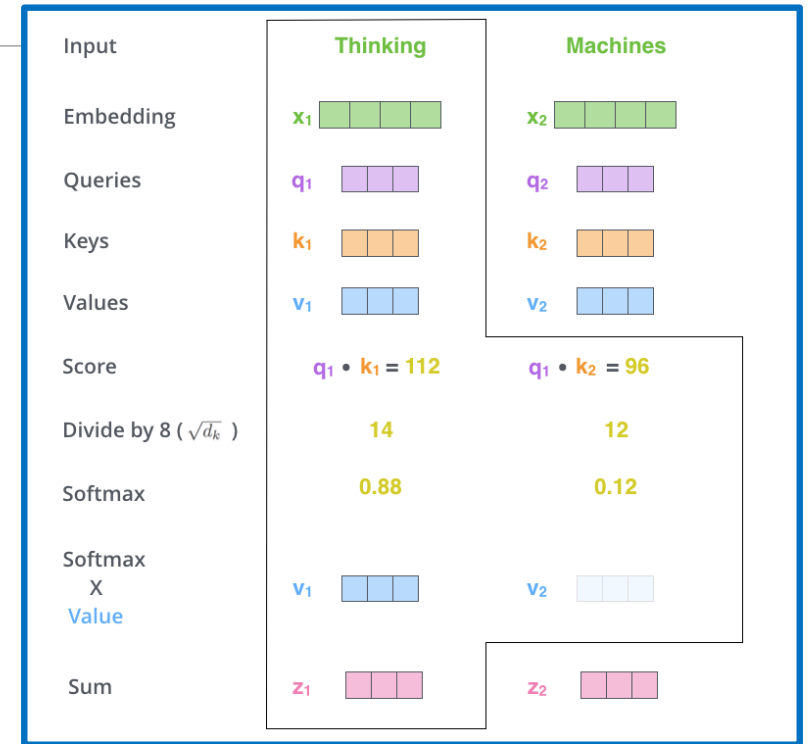 Input Thinking Machines
Embedding x₁ x₂
Queries q₁ q₂
Keys k₁ k₂
Values v₁ v₂
Score q₁ • k₁ = 112 q₁ • k₂ = 96
Divide by 8 ( √dₖ ) 14 12
Softmax 0.88 0.12
Softmax
X v₁ v₂
Value
Sum z₁ z₂